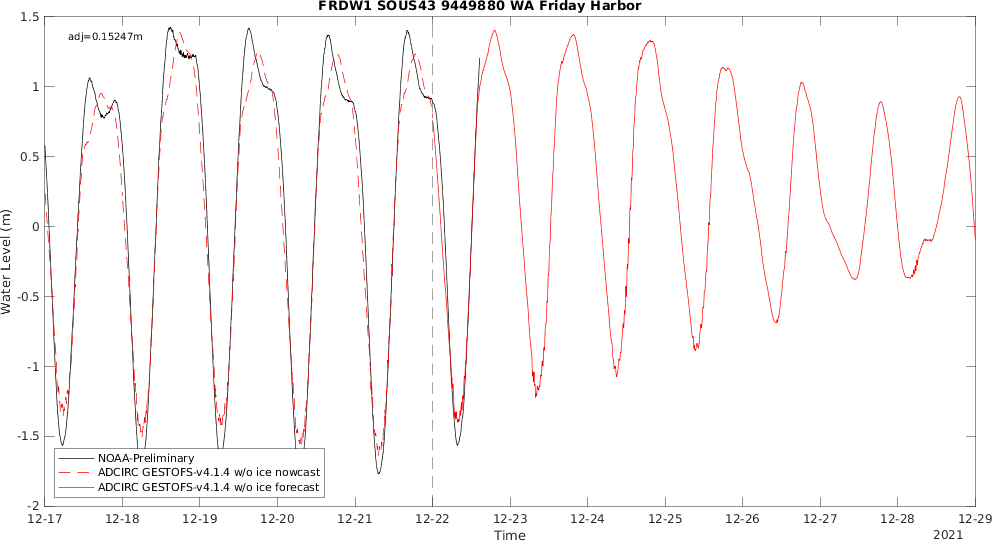 FRDW1 SOUS43 9449880 WA Friday Harbor
adj=0.15247m
1.5
1
0.5
0
-0.5
-1
-1.5
-2
Water Level (m)
NOAA-Preliminary
ADCIRC GESTOFS-v4.1.4 w/o ice nowcast
ADCIRC GESTOFS-v4.1.4 w/o ice forecast
12-17 12-18 12-19 12-20 12-21 12-22 12-23 12-24 12-25 12-26 12-27 12-28 12-29
Time
2021